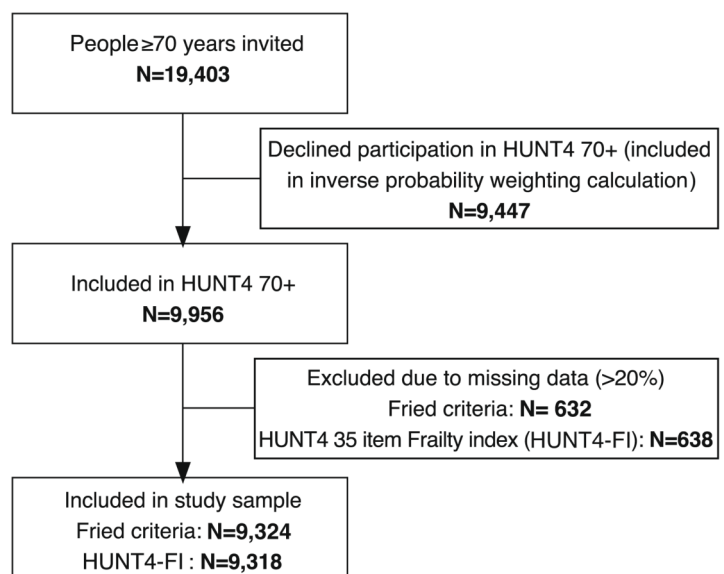 People ≥70 years invited
N=19,403
Declined participation in HUNT4 70+ (included
in inverse probability weighting calculation)
N=9,447
Included in HUNT4 70+
N=9,956
Excluded due to missing data (>20%)
Fried criteria: N= 632
HUNT4 35 item Frailty index (HUNT4-FI): N=638
Included in study sample
Fried criteria: N=9,324
HUNT4-FI : N=9,318